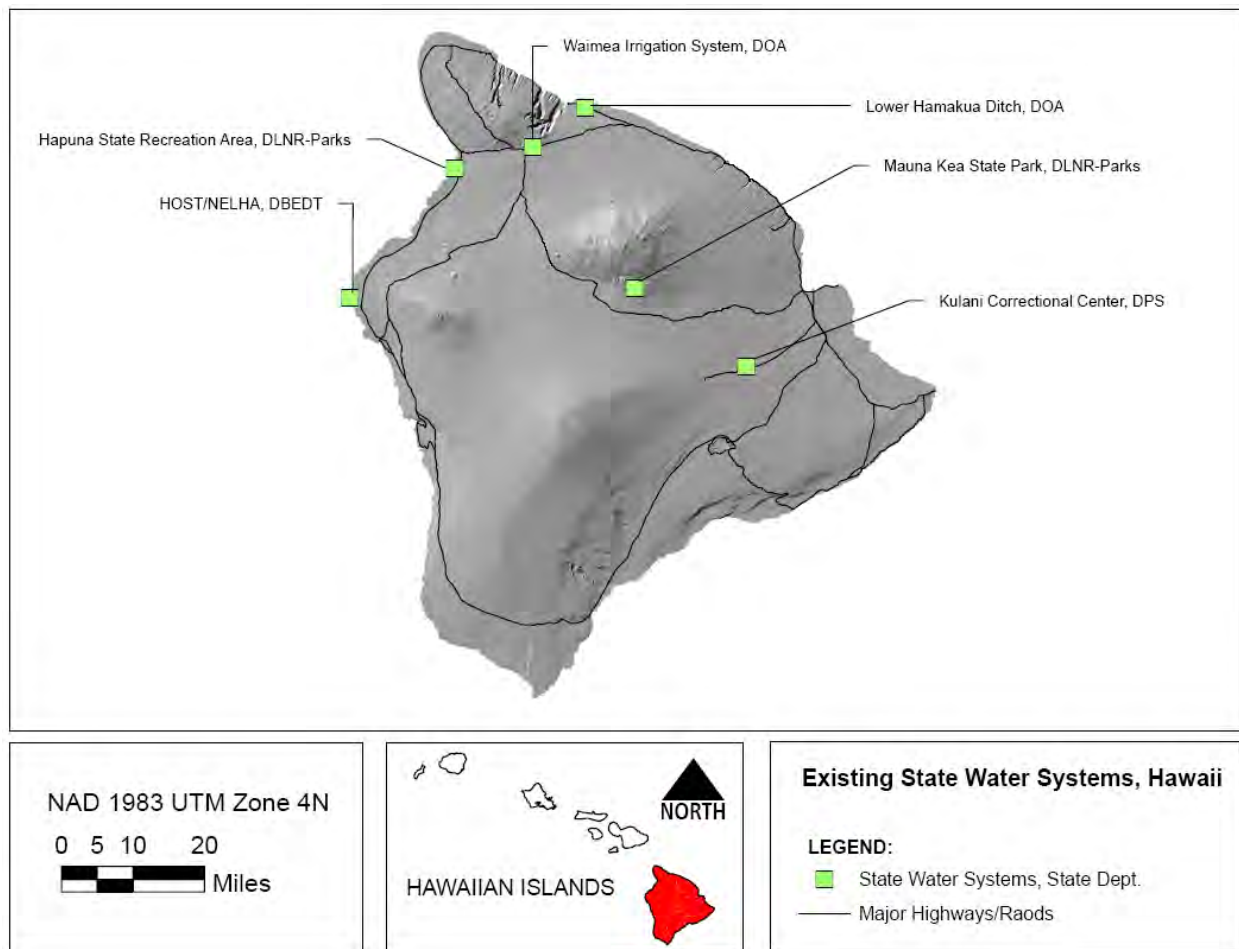 Waimea Irrigation System, DOA
Lower Hamakua Ditch, DOA
Hapuna State Recreation Area, DLNR-Parks
Mauna Kea State Park, DLNR-Parks
HOST/NELHA, DBEDT
Kulani Correctional Center, DPS
NAD 1983 UTM Zone 4N
0 5 10 20
Miles
NORTH
HAWAIIAN ISLANDS
Existing State Water Systems, Hawaii
LEGEND:
State Water Systems, State Dept.
Major Highways/Raods